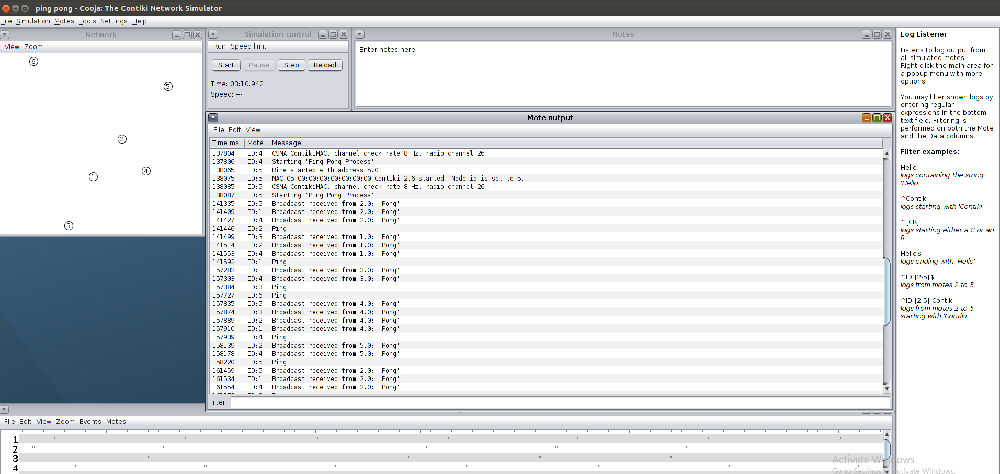 ping pong - Cooja: The Contiki Network Simulator
File Simulation Motes Tools Settings Help
Network
View Zoom
6
5
2
4
1
3
Simulation control
Run Speed limit
Start Pause Step Reload
Time: 03:10.942
Speed: ---
Notes
Enter notes here
Mote output
File Edit View
Time ms Mote Message
137804 ID:4 CSMA ContikiMAC, channel check rate 8 Hz, radio channel 26
137806 ID:4 Starting 'Ping Pong Process'
138065 ID:5 Rime started with address 5.0
138075 ID:5 MAC 05:00:00:00:00:00:00:00 Contiki 2.6 started. Node id is set to 5.
138085 ID:5 CSMA ContikiMAC, channel check rate 8 Hz, radio channel 26
138087 ID:5 Starting 'Ping Pong Process'
141335 ID:5 Broadcast received from 2.0: 'Pong'
141409 ID:1 Broadcast received from 2.0: 'Pong'
141427 ID:4 Broadcast received from 2.0: 'Pong'
141446 ID:2 Ping
141499 ID:3 Broadcast received from 1.0: 'Pong'
141514 ID:2 Broadcast received from 1.0: 'Pong'
141553 ID:4 Broadcast received from 1.0: 'Pong'
141592 ID:1 Ping
157282 ID:1 Broadcast received from 3.0: 'Pong'
157303 ID:4 Broadcast received from 3.0: 'Pong'
157384 ID:3 Ping
157727 ID:6 Ping
157835 ID:5 Broadcast received from 4.0: 'Pong'
157874 ID:3 Broadcast received from 4.0: 'Pong'
157889 ID:2 Broadcast received from 4.0: 'Pong'
157910 ID:1 Broadcast received from 4.0: 'Pong'
157939 ID:4 Ping
158139 ID:2 Broadcast received from 5.0: 'Pong'
158178 ID:4 Broadcast received from 5.0: 'Pong'
158220 ID:5 Ping
161459 ID:5 Broadcast received from 2.0: 'Pong'
161534 ID:1 Broadcast received from 2.0: 'Pong'
161554 ID:4 Broadcast received from 2.0: 'Pong'
Filter:
Log Listener
Listens to log output from
all simulated motes.
Right-click the main area for
a popup menu with more
options.
You may filter shown logs by
entering regular
expressions in the bottom
text field. Filtering is
performed on both the Mote
and the Data columns.
Filter examples:
Hello
logs containing the string
'Hello'
^Contiki
logs starting with 'Contiki'
^[CR]
logs starting either a C or an
R
Hello$
logs ending with 'Hello'
^ID:[2-5]$
logs from motes 2 to 5
^ID:[2-5] Contiki
logs from motes 2 to 5
starting with 'Contiki'
File Edit View Zoom Events Motes
1
2
3
4
Activate Windows
Go to Settings to activate Windows.